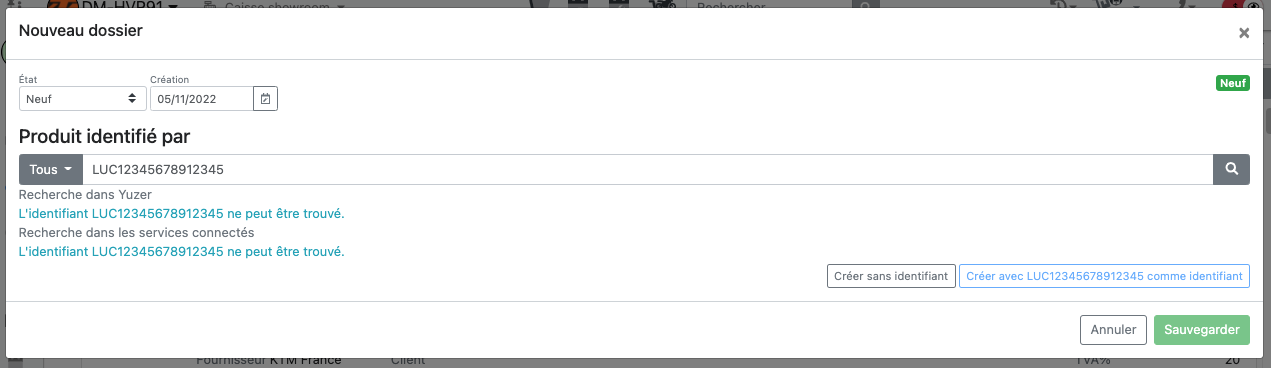 DM-HVR91 Caisse showroom Rechercher
Nouveau dossier
×
État Création
Neuf 05/11/2022 Neuf
Produit identifié par
Tous LUC12345678912345
Recherche dans Yuzer
L'identifiant LUC12345678912345 ne peut être trouvé.
Recherche dans les services connectés
L'identifiant LUC12345678912345 ne peut être trouvé.
Créer sans identifiant Créer avec LUC12345678912345 comme identifiant
Annuler Sauvegarder
Fournisseur KTM France Client TVA% 20